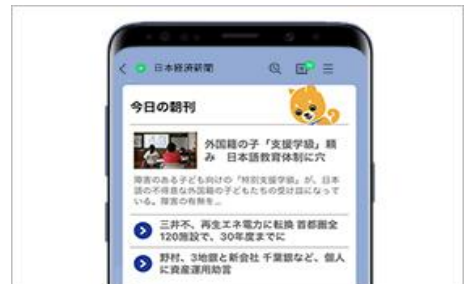 日本経済新聞
今日の朝刊
外国籍の子「支援学級」頼
み 日本語教育体制に穴
障害のある子ども向けの「特別支援学級」が、日本
語の不得意な外国籍の子どもたちの受け皿になって
いる。障害の有無を…
三井不、再生エネ電力に転換 首都圏全
120施設で、30年度までに
野村、3地銀と新会社 千葉銀など、個人
に資産運用助言